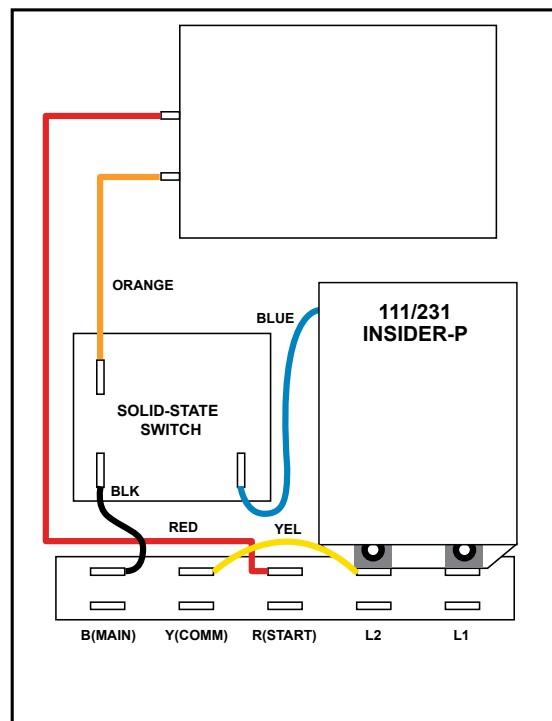 ORANGE
BLUE
111/231
INSIDER-P
SOLID-STATE
SWITCH
BLK
RED
YEL
B(MAIN)
Y(COMM)
R(START)
L2
L1